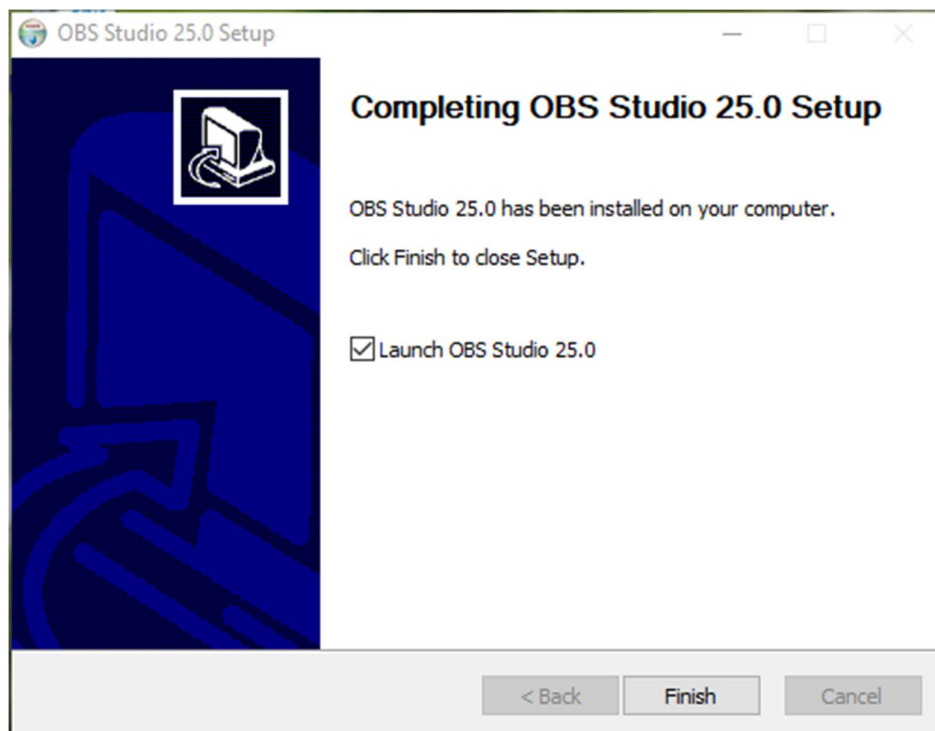 OBS Studio 25.0 Setup
Completing OBS Studio 25.0 Setup
OBS Studio 25.0 has been installed on your computer.
Click Finish to close Setup.
Launch OBS Studio 25.0
< Back
Finish
Cancel